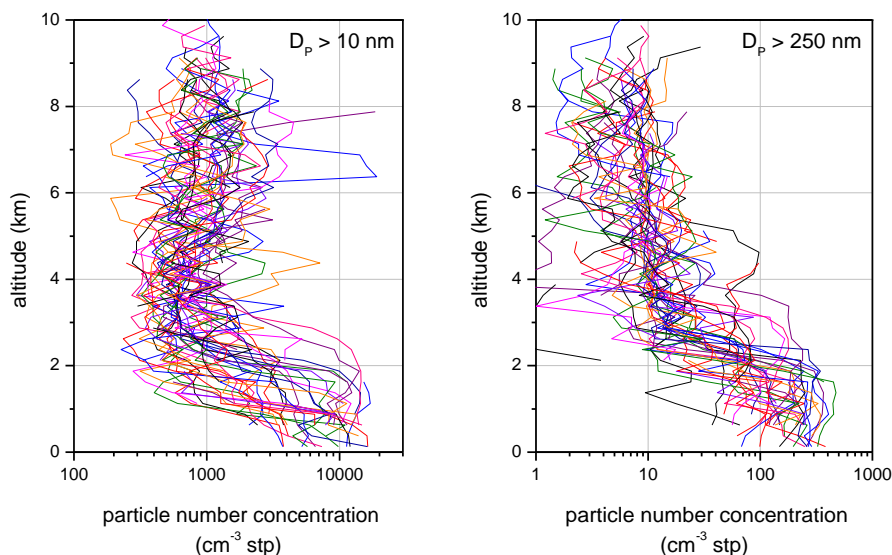 D_P > 10 nm
10
8
6
4
2
0
altitude (km)
100
1000
10000
particle number concentration
(cm⁻³ stp)
D_P > 250 nm
10
8
6
4
2
0
altitude (km)
1
10
100
1000
particle number concentration
(cm⁻³ stp)